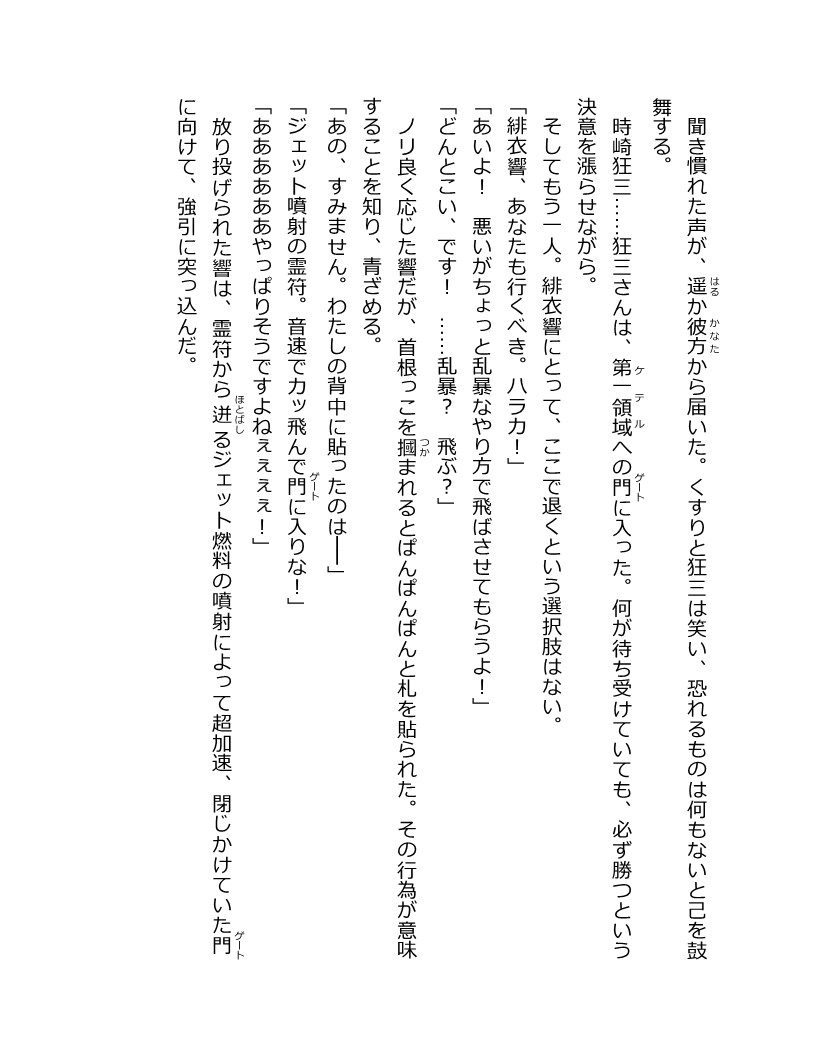 聞き慣れた声が、遥か彼方から届いた。くすりと狂三は笑い、恐れるものは何もないと己を鼓
舞する。
　時崎狂三……狂三さんは、第一領域への門に入った。何が待ち受けていても、必ず勝つという
決意を漲らせながら。
　そしてもう一人。緋衣響にとって、ここで退くという選択肢はない。
「緋衣響、あなたも行くべき。ハラカ！」
「あいよ！　悪いがちょっと乱暴なやり方で飛ばさせてもらうよ！」
「どんとこい、です！　……乱暴？　飛ぶ？」
　ノリ良く応じた響だが、首根っこを摑まれるとぱんぱんぱんと札を貼られた。その行為が意味
することを知り、青ざめる。
「あの、すみません。わたしの背中に貼ったのは――」
「ジェット噴射の霊符。音速でカッ飛んで門に入りな！」
「ああああああやっぱりそうですよねぇぇぇぇ！」
　放り投げられた響は、霊符から迸るジェット燃料の噴射によって超加速、閉じかけていた門
に向けて、強引に突っ込んだ。